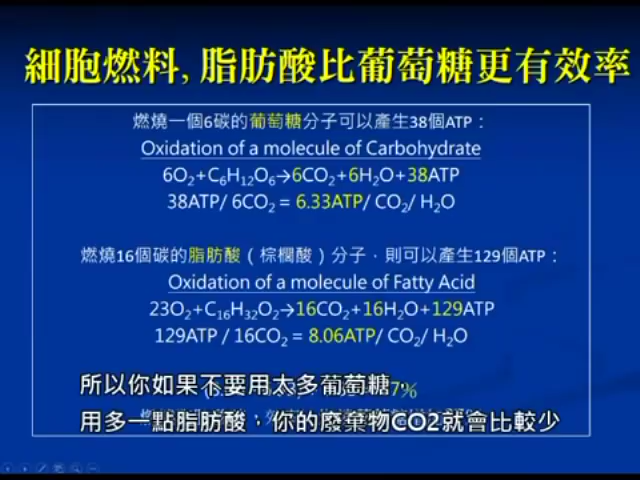 細胞燃料, 脂肪酸比葡萄糖更有效率
燃燒一個6碳的葡萄糖分子可以產生38個ATP：
Oxidation of a molecule of Carbohydrate
6O₂+C₆H₁₂O₆→6CO₂+6H₂O+38ATP
38ATP/ 6CO₂ = 6.33ATP/ CO₂/ H₂O
燃燒16個碳的脂肪酸（棕櫚酸）分子，則可以產生129個ATP：
Oxidation of a molecule of Fatty Acid
23O₂+C₁₆H₃₂O₂→16CO₂+16H₂O+129ATP
129ATP / 16CO₂ = 8.06ATP/ CO₂/ H₂O
7%
所以你如果不要用太多葡萄糖，
用多一點脂肪酸，你的廢棄物CO2就會比較少